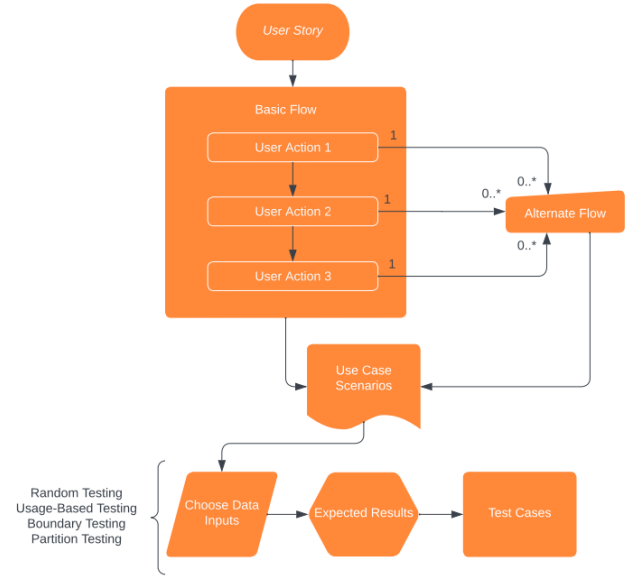 User Story
Basic Flow
User Action 1
1
0..*
User Action 2
1
0..*
Alternate Flow
0..*
User Action 3
1
Use Case
Scenarios
Random Testing
Usage-Based Testing
Boundary Testing
Partition Testing
Choose Data
Inputs
Expected Results
Test Cases